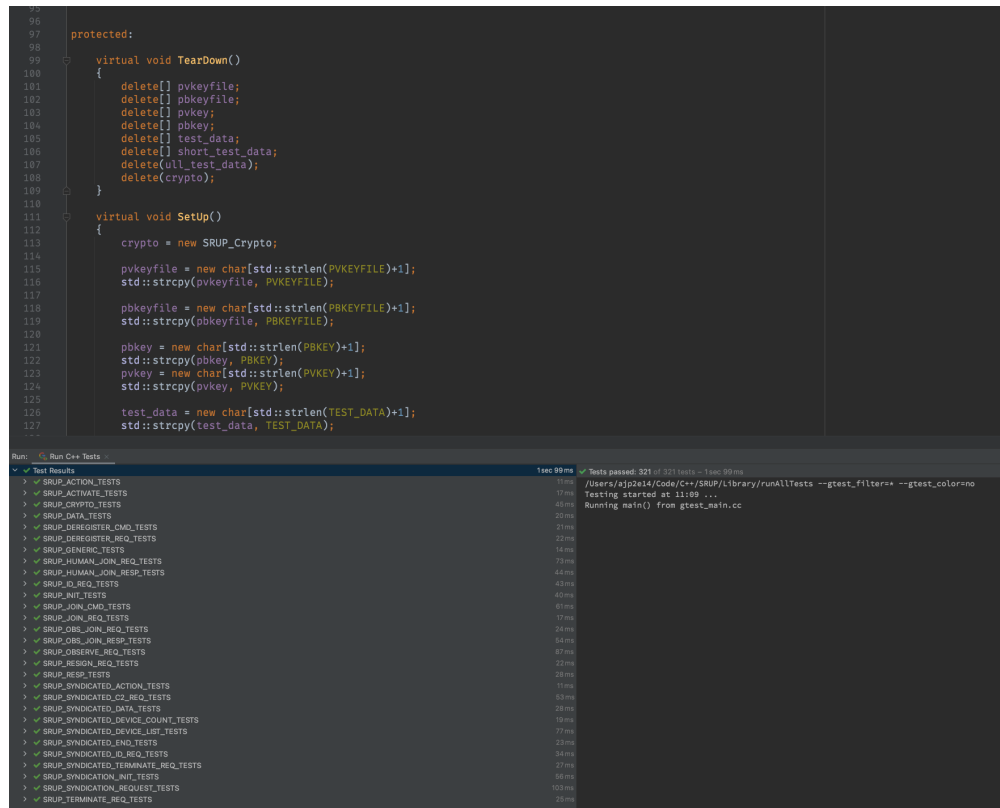 95
96
97 protected:
98
99 virtual void TearDown()
100 {
101 delete[] pvkeyfile;
102 delete[] pbkeyfile;
103 delete[] pvkey;
104 delete[] pbkey;
105 delete[] test_data;
106 delete[] short_test_data;
107 delete(ull_test_data);
108 delete(crypto);
109 }
110
111 virtual void SetUp()
112 {
113 crypto = new SRUP_Crypto;
114
115 pvkeyfile = new char[std::strlen(PVKEYFILE)+1];
116 std::strcpy(pvkeyfile, PVKEYFILE);
117
118 pbkeyfile = new char[std::strlen(PBKEYFILE)+1];
119 std::strcpy(pbkeyfile, PBKEYFILE);
120
121 pbkey = new char[std::strlen(PBKEY)+1];
122 std::strcpy(pbkey, PBKEY);
123 pvkey = new char[std::strlen(PVKEY)+1];
124 std::strcpy(pvkey, PVKEY);
125
126 test_data = new char[std::strlen(TEST_DATA)+1];
127 std::strcpy(test_data, TEST_DATA);
Run: Run C++ Tests ×
Test Results 1 sec 99 ms
SRUP_ACTION_TESTS 11 ms
SRUP_ACTIVATE_TESTS 17 ms
SRUP_CRYPTO_TESTS 45 ms
SRUP_DATA_TESTS 20 ms
SRUP_DEREGISTER_CMD_TESTS 21 ms
SRUP_DEREGISTER_REQ_TESTS 22 ms
SRUP_GENERIC_TESTS 14 ms
SRUP_HUMAN_JOIN_REQ_TESTS 73 ms
SRUP_HUMAN_JOIN_RESP_TESTS 44 ms
SRUP_ID_REQ_TESTS 43 ms
SRUP_INIT_TESTS 40 ms
SRUP_JOIN_CMD_TESTS 61 ms
SRUP_JOIN_REQ_TESTS 17 ms
SRUP_OBS_JOIN_REQ_TESTS 24 ms
SRUP_OBS_JOIN_RESP_TESTS 54 ms
SRUP_OBSERVE_REQ_TESTS 87 ms
SRUP_RESIGN_REQ_TESTS 22 ms
SRUP_RESP_TESTS 28 ms
SRUP_SYNDICATED_ACTION_TESTS 11 ms
SRUP_SYNDICATED_C2_REQ_TESTS 53 ms
SRUP_SYNDICATED_DATA_TESTS 28 ms
SRUP_SYNDICATED_DEVICE_COUNT_TESTS 19 ms
SRUP_SYNDICATED_DEVICE_LIST_TESTS 77 ms
SRUP_SYNDICATED_END_TESTS 23 ms
SRUP_SYNDICATED_ID_REQ_TESTS 34 ms
SRUP_SYNDICATED_TERMINATE_REQ_TESTS 27 ms
SRUP_SYNDICATION_INIT_TESTS 56 ms
SRUP_SYNDICATION_REQUEST_TESTS 103 ms
SRUP_TERMINATE_REQ_TESTS 25 ms
Tests passed: 321 of 321 tests – 1 sec 99 ms
/Users/ajp2e14/Code/C++/SRUP/Library/runAllTests --gtest_filter=* --gtest_color=no
Testing started at 11:09 ...
Running main() from gtest_main.cc